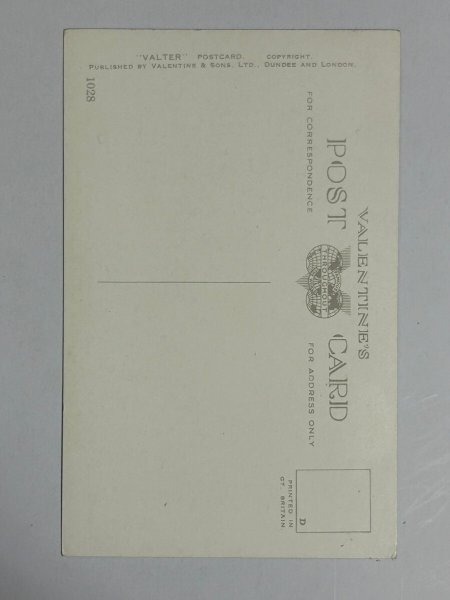 VALENTINE'S
POST CARD
THROUGHOUT
FOR CORRESPONDENCE
FOR ADDRESS ONLY
PRINTED IN
GT. BRITAIN
D
1028
"VALTER" POSTCARD. COPYRIGHT.
PUBLISHED BY VALENTINE & SONS, LTD., DUNDEE AND LONDON.